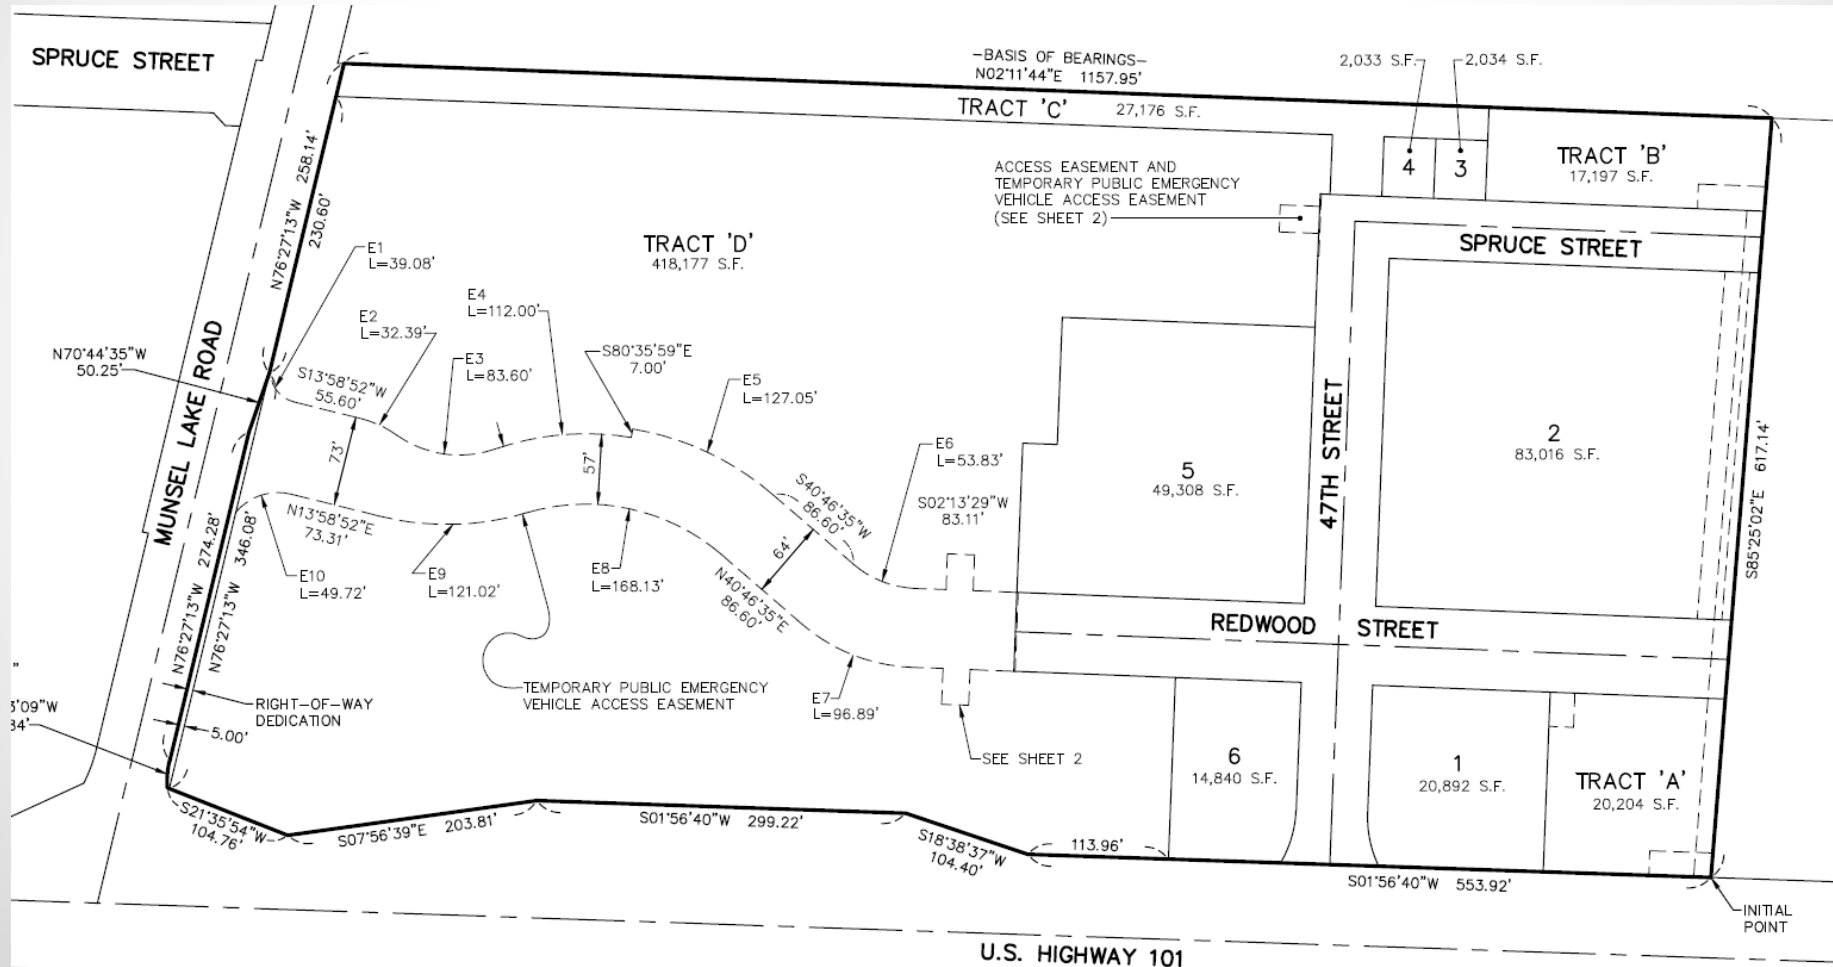 SPRUCE STREET
-BASIS OF BEARINGS-
N02°11'44"E 1157.95'
2,033 S.F.
2,034 S.F.
TRACT 'C' 27,176 S.F.
4
3
TRACT 'B'
17,197 S.F.
ACCESS EASEMENT AND
TEMPORARY PUBLIC EMERGENCY
VEHICLE ACCESS EASEMENT
(SEE SHEET 2)
N76°27'13"W 258.14'
230.60'
TRACT 'D'
418,177 S.F.
SPRUCE STREET
E1
L=39.08'
E2
L=32.39'
E4
L=112.00'
E3
L=83.60'
S80°35'59"E
7.00'
E5
L=127.05'
N70°44'35"W
50.25'
S13°58'52"W
55.60'
MUNSEL LAKE ROAD
73'
57'
N13°58'52"E
73.31'
S40°46'35"W
86.60'
64'
N40°46'35"E
86.60'
E6
L=53.83'
S02°13'29"W
83.11'
5
49,308 S.F.
47TH STREET
2
83,016 S.F.
S85°25'02"E 617.14'
N76°27'13"W 274.28'
N76°27'13"W 346.08'
E10
L=49.72'
E9
L=121.02'
E8
L=168.13'
REDWOOD STREET
TEMPORARY PUBLIC EMERGENCY
VEHICLE ACCESS EASEMENT
E7
L=96.89'
SEE SHEET 2
RIGHT-OF-WAY
DEDICATION
5.00'
"
3'09"W
34'
6
14,840 S.F.
1
20,892 S.F.
TRACT 'A'
20,204 S.F.
S21°35'54"W
104.76'
S07°56'39"E 203.81'
S01°56'40"W 299.22'
S18°38'37"W
104.40'
113.96'
S01°56'40"W 553.92'
INITIAL
POINT
U.S. HIGHWAY 101